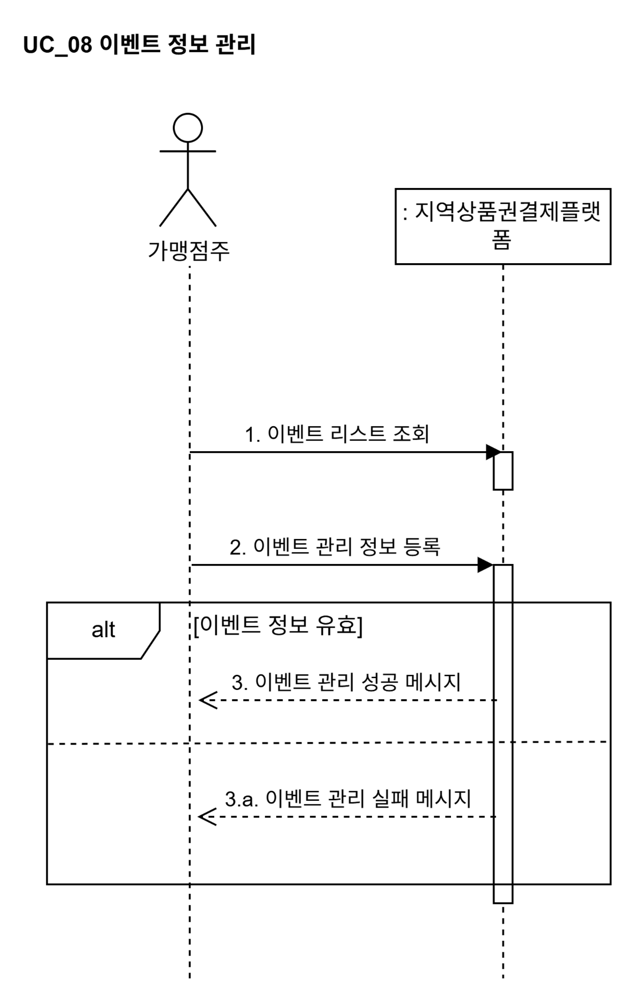 UC_08 이벤트 정보 관리
가맹점주
: 지역상품권결제플랫
폼
1. 이벤트 리스트 조회
2. 이벤트 관리 정보 등록
alt
[이벤트 정보 유효]
3. 이벤트 관리 성공 메시지
3.a. 이벤트 관리 실패 메시지